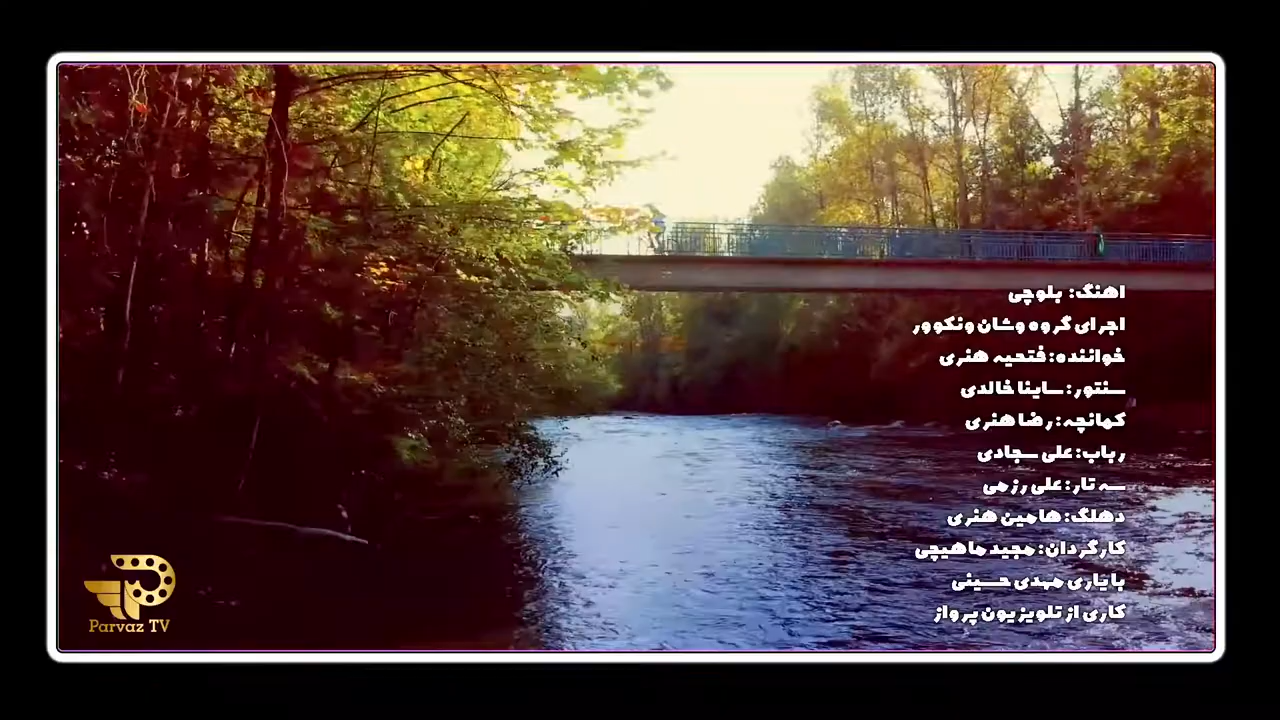 اهنگ: بلوچی
اجرای گروه وشان ونکوور
خواننده: فتحیه هنری
سنتور: ساینا خالدی
کمانچه: رضا هنری
رباب: علی سجادی
سه تار: علی رزمی
دهلگ: هامین هنری
کارگردان: مجید ماهیچی
با یاری مهدی حسینی
کاری از تلویزیون پرواز
Parvaz TV